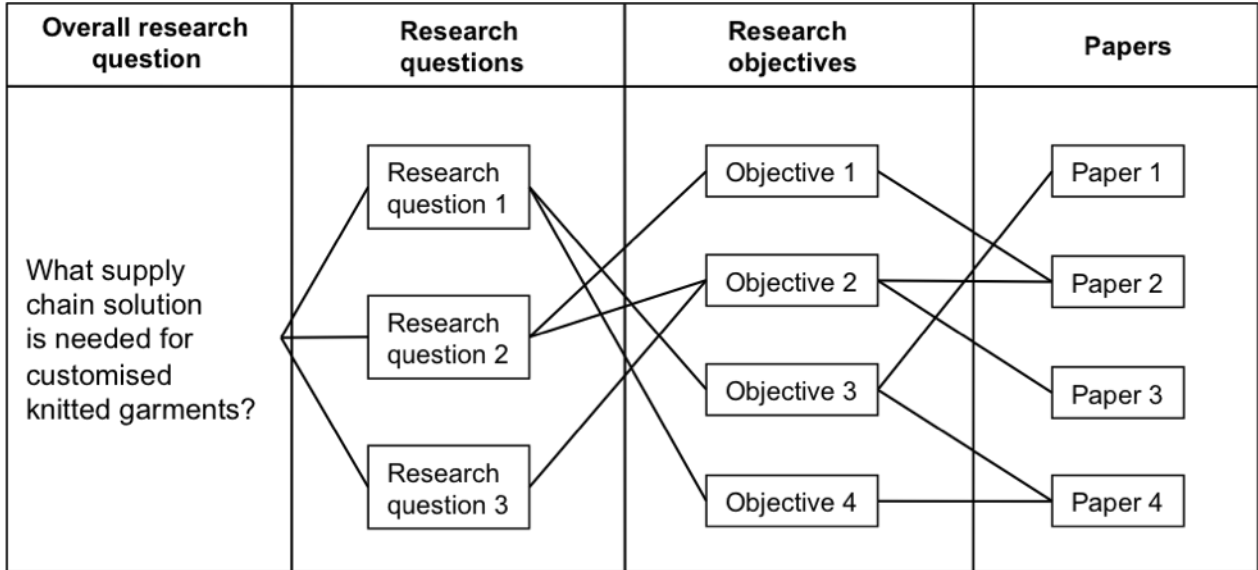 Overall research
question
Research
questions
Research
objectives
Papers
What supply
chain solution
is needed for
customised
knitted garments?
Research
question 1
Research
question 2
Research
question 3
Objective 1
Objective 2
Objective 3
Objective 4
Paper 1
Paper 2
Paper 3
Paper 4